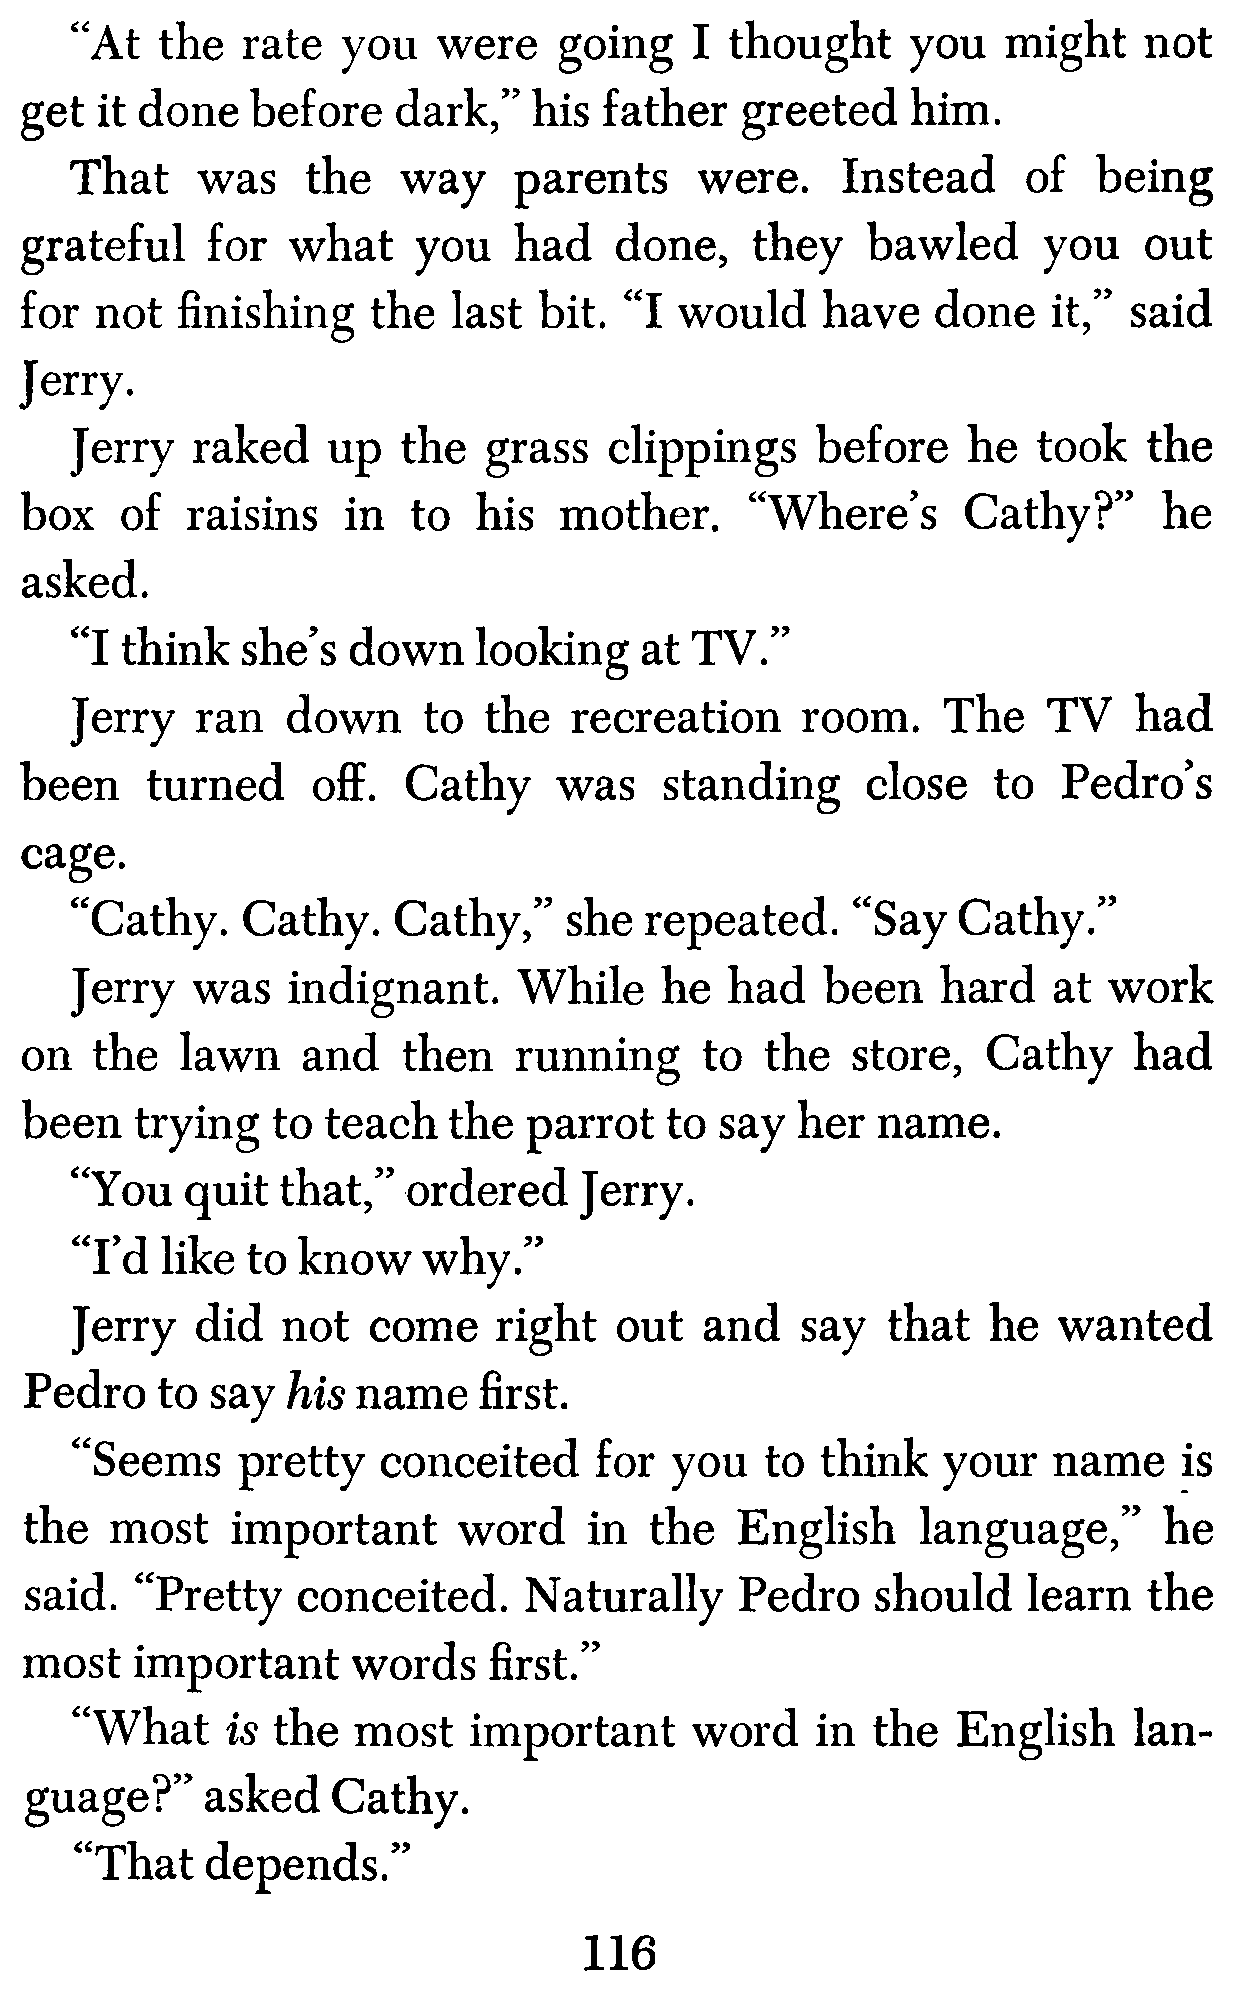 “At the rate you were going I thought you might not
get it done before dark,” his father greeted him.
That was the way parents were. Instead of being
grateful for what you had done, they bawled you out
for not finishing the last bit. “I would have done it,” said
Jerry.
Jerry raked up the grass clippings before he took the
box of raisins in to his mother. “Where’s Cathy?” he
asked.
“I think she’s down looking at TV.”
Jerry ran down to the recreation room. The TV had
been turned off. Cathy was standing close to Pedro’s
cage.
“Cathy. Cathy. Cathy,” she repeated. “Say Cathy.”
Jerry was indignant. While he had been hard at work
on the lawn and then running to the store, Cathy had
been trying to teach the parrot to say her name.
“You quit that,” ordered Jerry.
“I’d like to know why.”
Jerry did not come right out and say that he wanted
Pedro to say his name first.
“Seems pretty conceited for you to think your name is
the most important word in the English language,” he
said. “Pretty conceited. Naturally Pedro should learn the
most important words first.”
“What is the most important word in the English lan-
guage?” asked Cathy.
“That depends.”
116